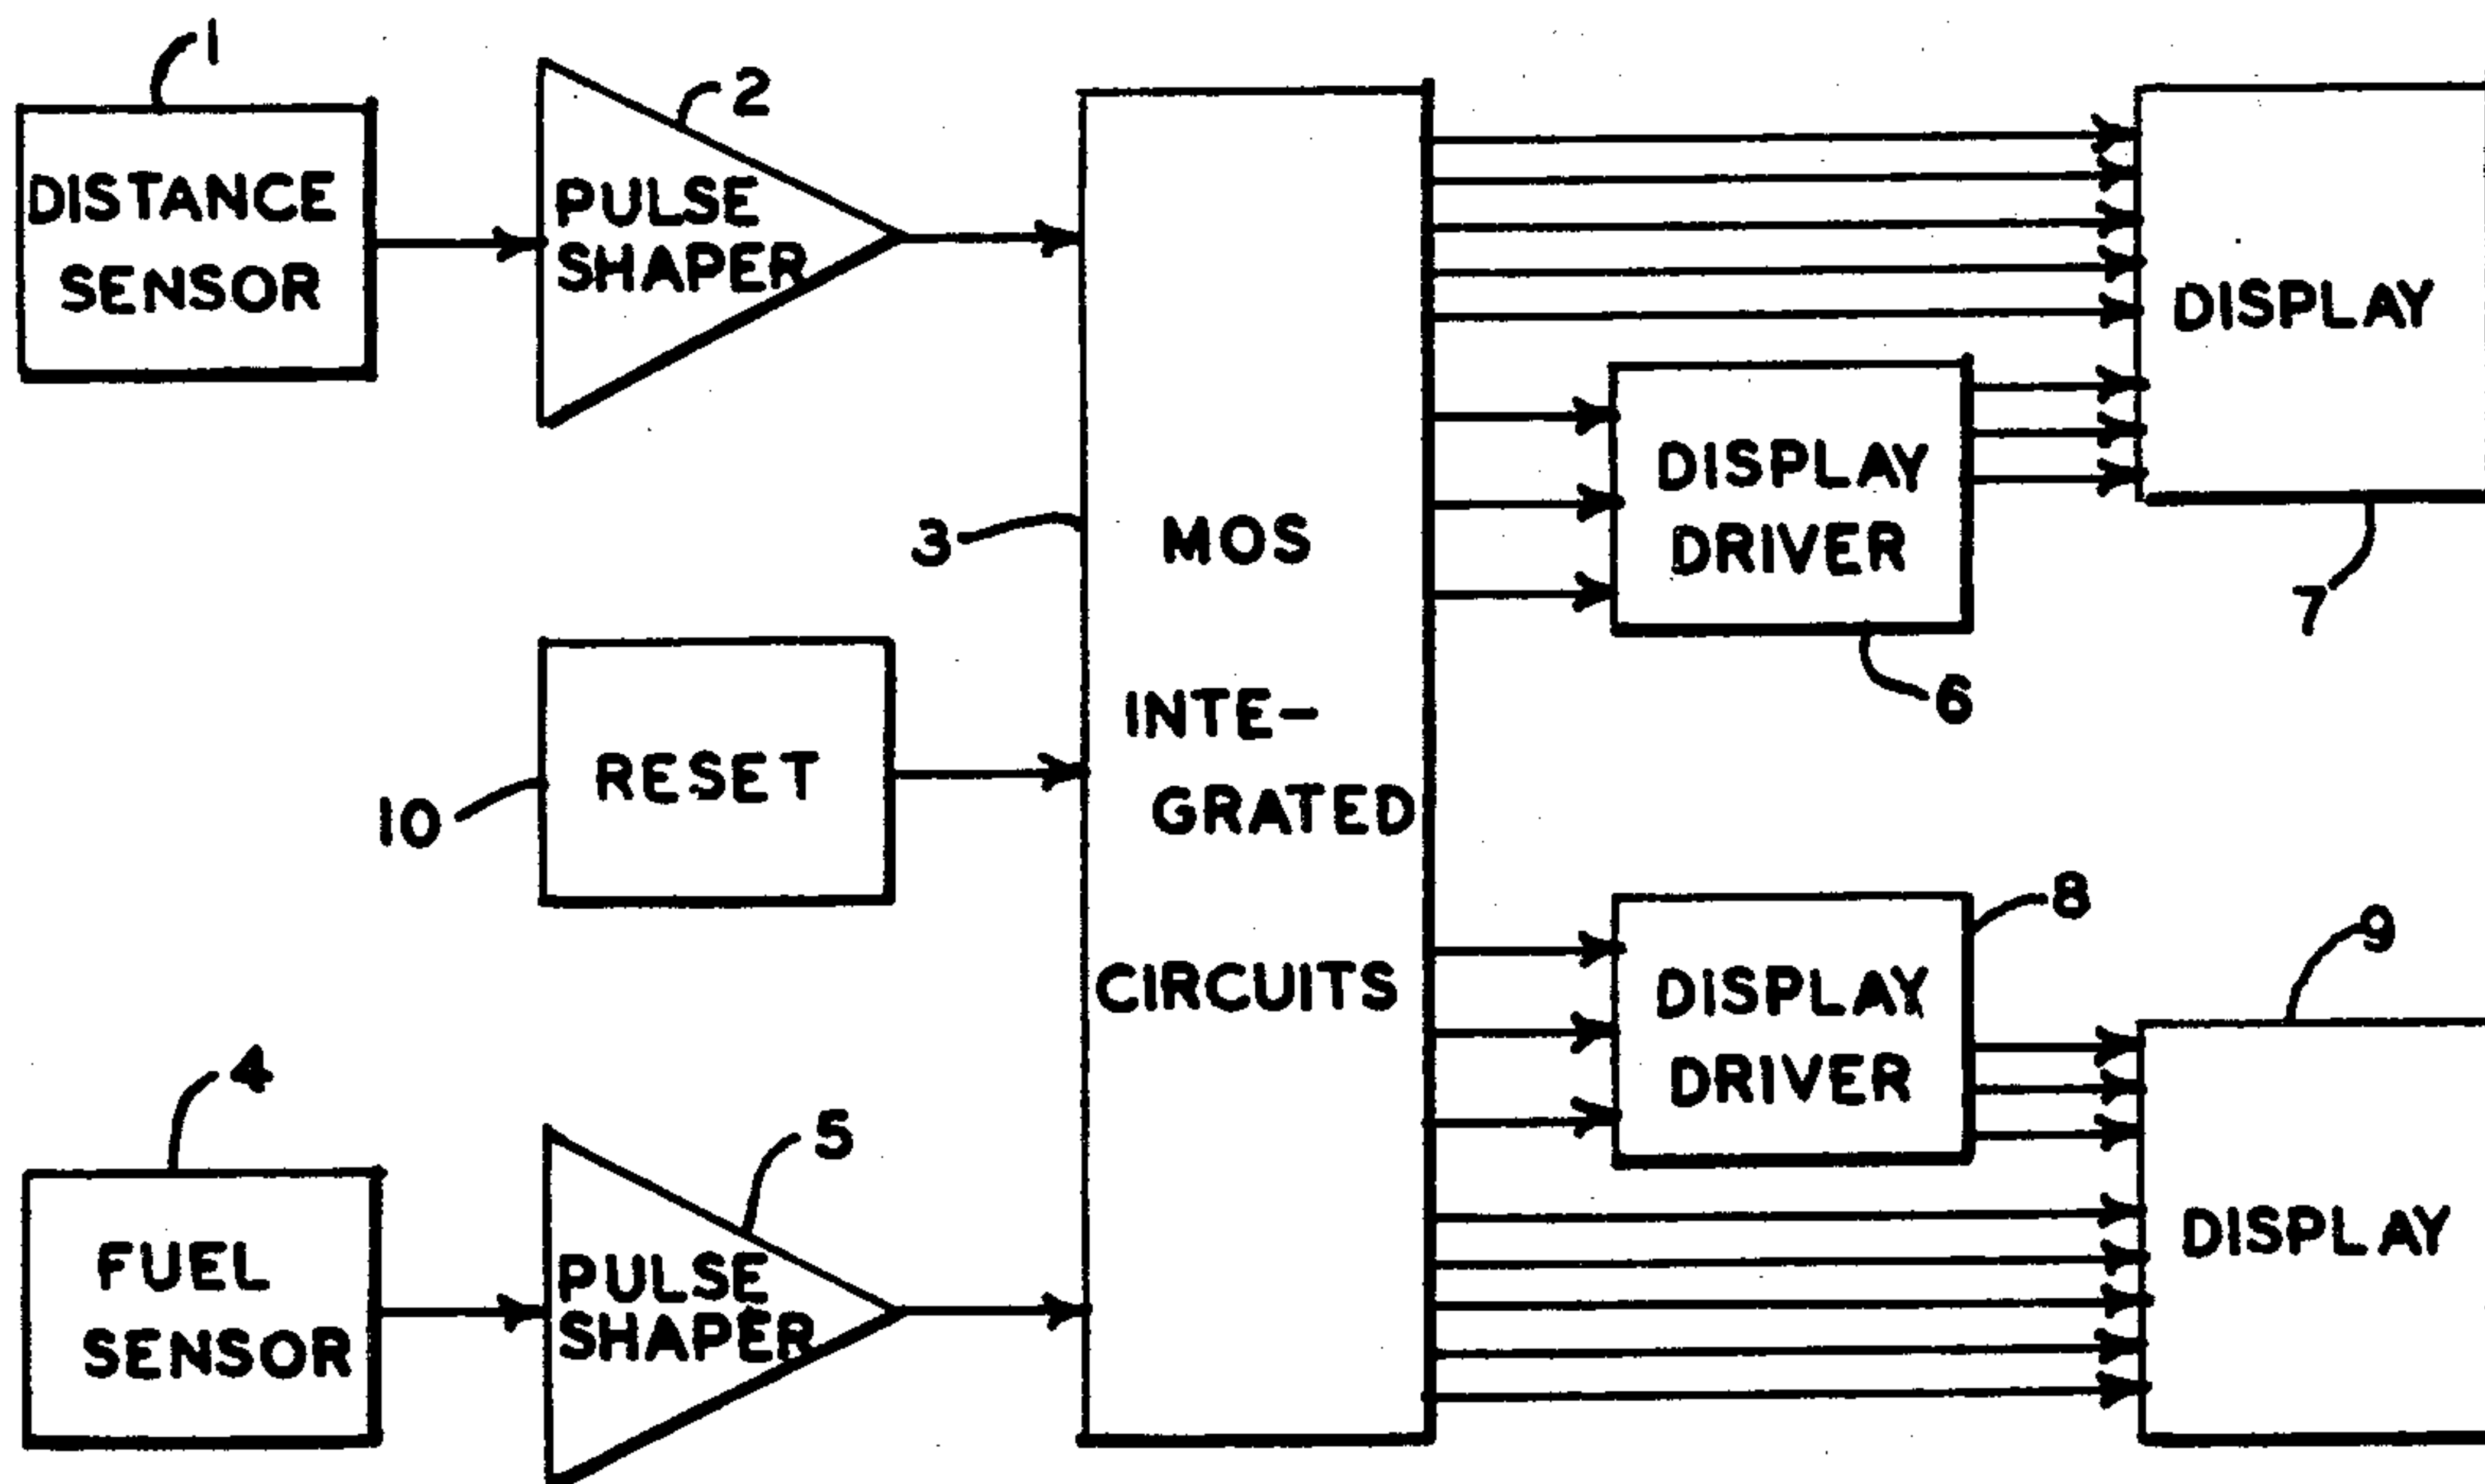 1
DISTANCE
SENSOR
2
PULSE
SHAPER
DISPLAY
7
3
MOS
INTE-
GRATED
CIRCUITS
DISPLAY
DRIVER
6
10
RESET
8
DISPLAY
DRIVER
9
DISPLAY
4
FUEL
SENSOR
5
PULSE
SHAPER